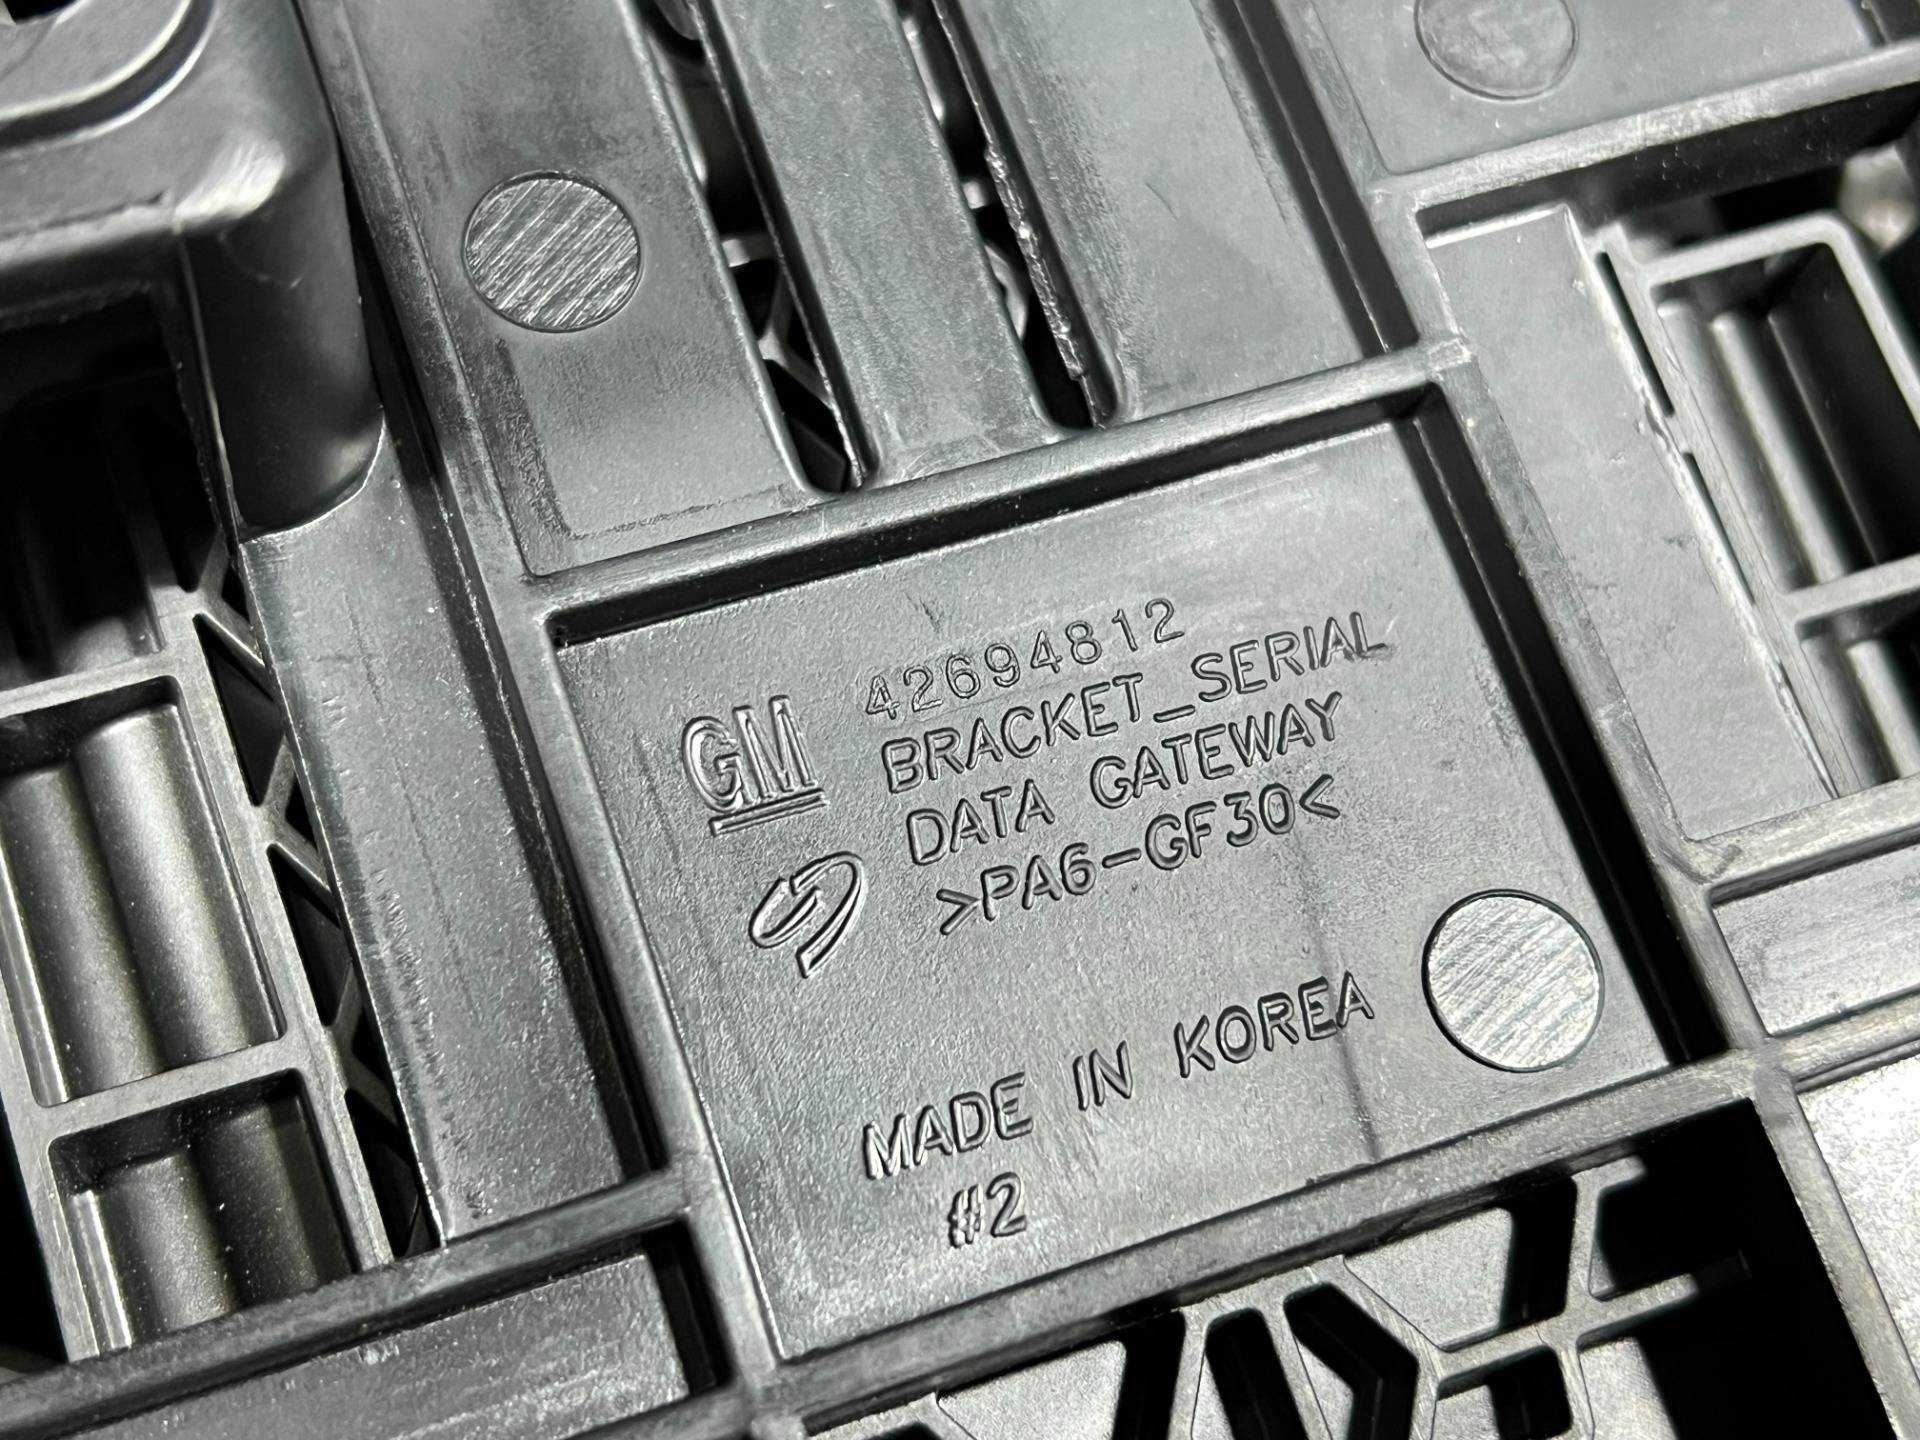 GM
42694812
BRACKET_SERIAL
DATA GATEWAY
>PA6-GF30<
MADE IN KOREA
#2